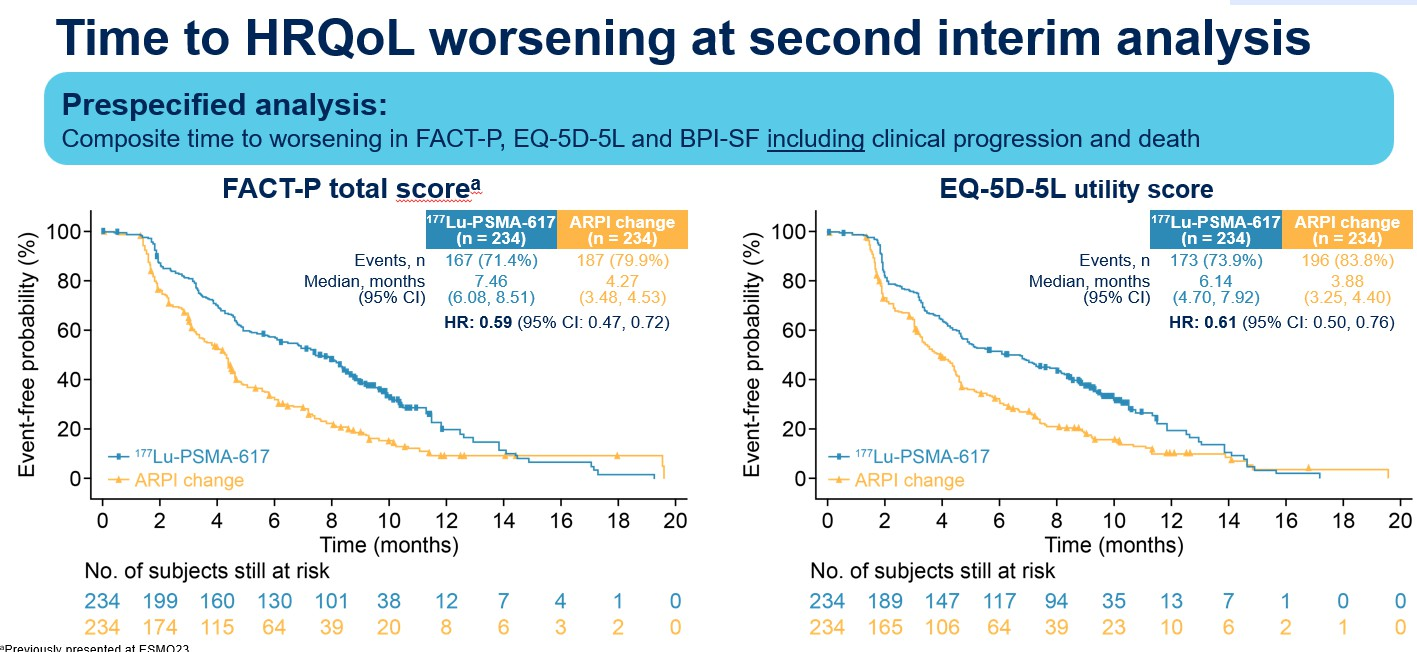 Time to HRQoL worsening at second interim analysis
Prespecified analysis:
Composite time to worsening in FACT-P, EQ-5D-5L and BPI-SF including clinical progression and death
FACT-P total scoreᵃ
Event-free probability (%)
100
80
60
40
20
0
¹⁷⁷Lu-PSMA-617 ARPI change
(n = 234) (n = 234)
Events, n 167 (71.4%) 187 (79.9%)
Median, months 7.46 4.27
(95% CI) (6.08, 8.51) (3.48, 4.53)
HR: 0.59 (95% CI: 0.47, 0.72)
¹⁷⁷Lu-PSMA-617
ARPI change
0 2 4 6 8 10 12 14 16 18 20
Time (months)
No. of subjects still at risk
234 199 160 130 101 38 12 7 4 1 0
234 174 115 64 39 20 8 6 3 2 0
EQ-5D-5L utility score
Event-free probability (%)
100
80
60
40
20
0
¹⁷⁷Lu-PSMA-617 ARPI change
(n = 234) (n = 234)
Events, n 173 (73.9%) 196 (83.8%)
Median, months 6.14 3.88
(95% CI) (4.70, 7.92) (3.25, 4.40)
HR: 0.61 (95% CI: 0.50, 0.76)
¹⁷⁷Lu-PSMA-617
ARPI change
0 2 4 6 8 10 12 14 16 18 20
Time (months)
No. of subjects still at risk
234 189 147 117 94 35 13 7 1 0 0
234 165 106 64 39 23 10 6 2 1 0
ᵃPreviously presented at ESMO23